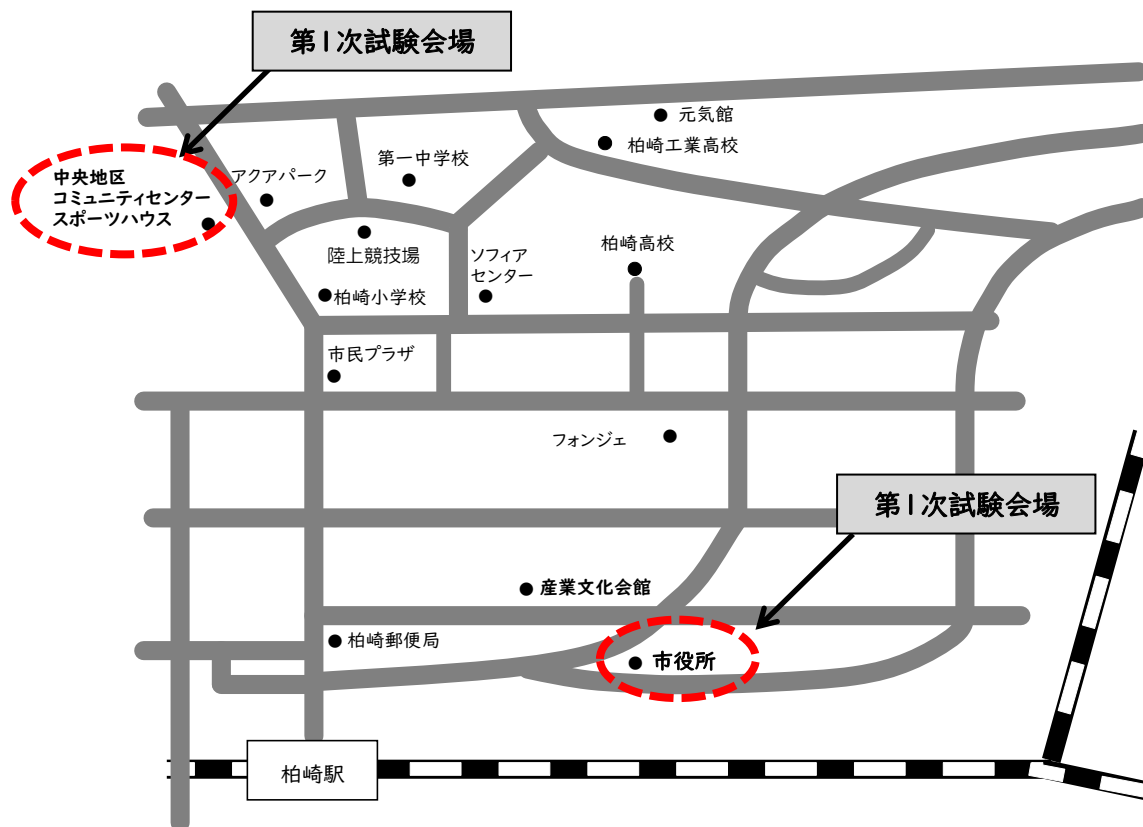 第1次試験会場
元気館
柏崎工業高校
第一中学校
中央地区
コミュニティセンター
スポーツハウス
アクアパーク
陸上競技場
ソフィア
センター
柏崎高校
柏崎小学校
市民プラザ
フォンジェ
第1次試験会場
産業文化会館
柏崎郵便局
市役所
柏崎駅